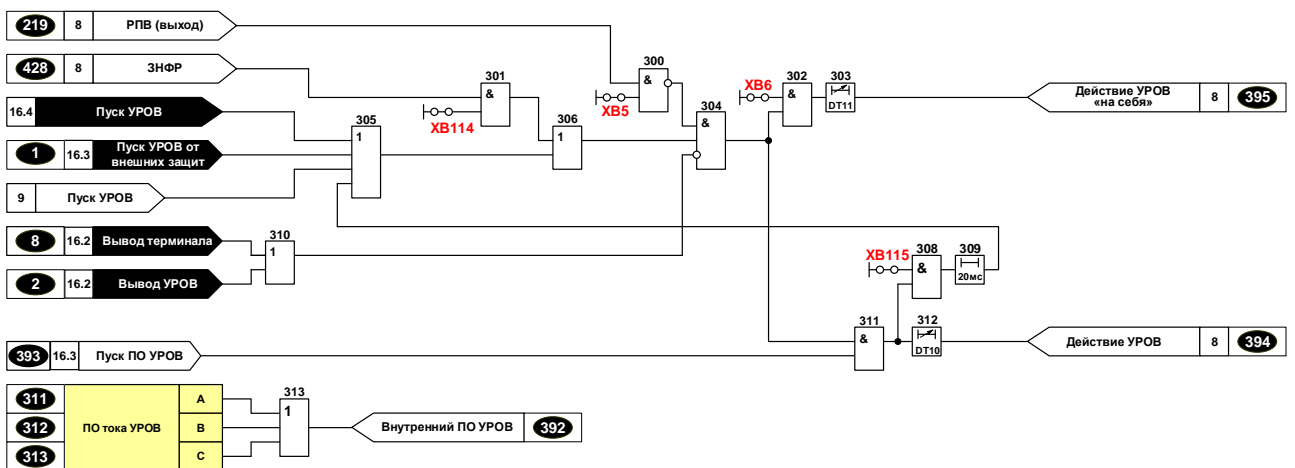 219 8 РПВ (выход)
428 8 ЗНФР
16.4 Пуск УРОВ
1 16.3 Пуск УРОВ от
внешних защит
9 Пуск УРОВ
8 16.2 Вывод терминала
2 16.2 Вывод УРОВ
393 16.3 Пуск ПО УРОВ
311 A
312 ПО тока УРОВ B
313 C
301
&
XB114
305
1
306
1
310
1
300
&
XB5
304
&
XB6
302
&
303
DT11
Действие УРОВ
«на себя»
8 395
XB115
308
&
309
20мс
311
&
312
DT10
Действие УРОВ 8 394
313
1
Внутренний ПО УРОВ 392